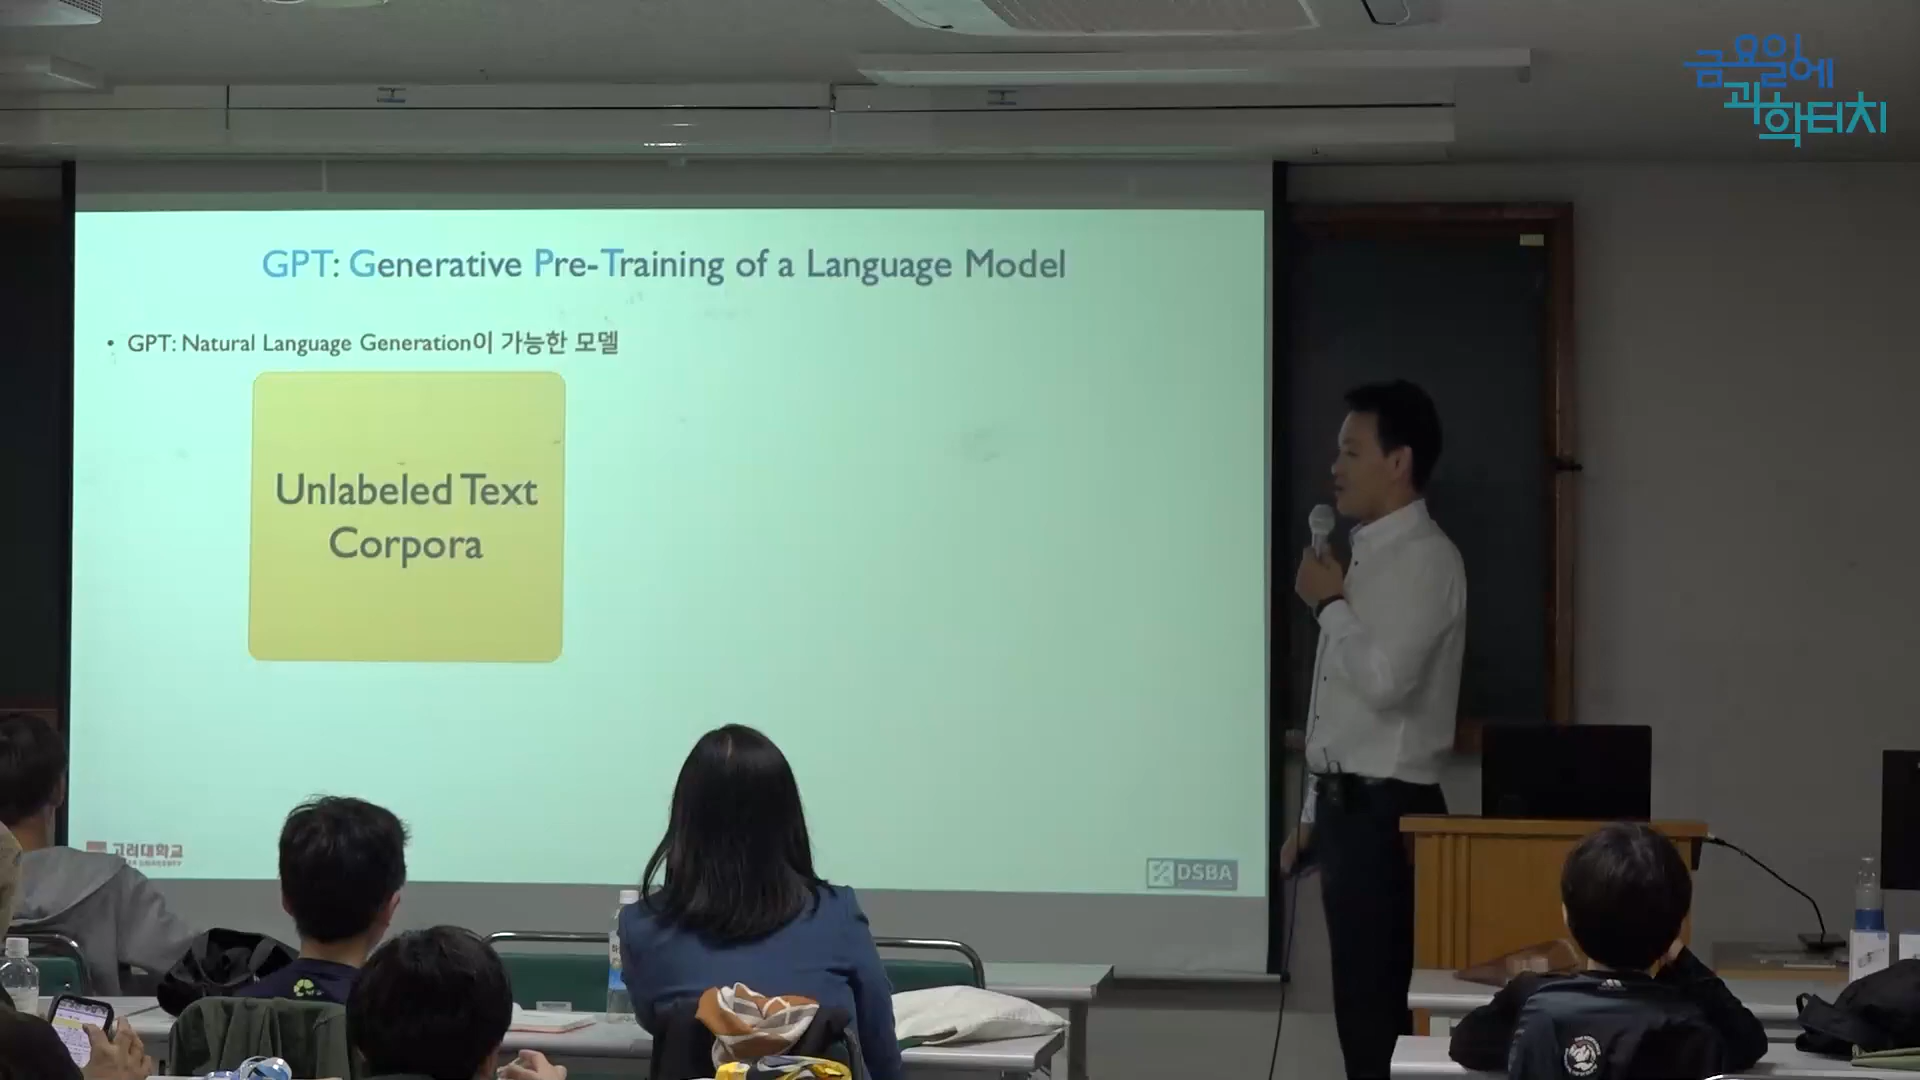 금요일에
과학터치
GPT: Generative Pre-Training of a Language Model
• GPT: Natural Language Generation이 가능한 모델
Unlabeled Text
Corpora
고려대학교
DSBA